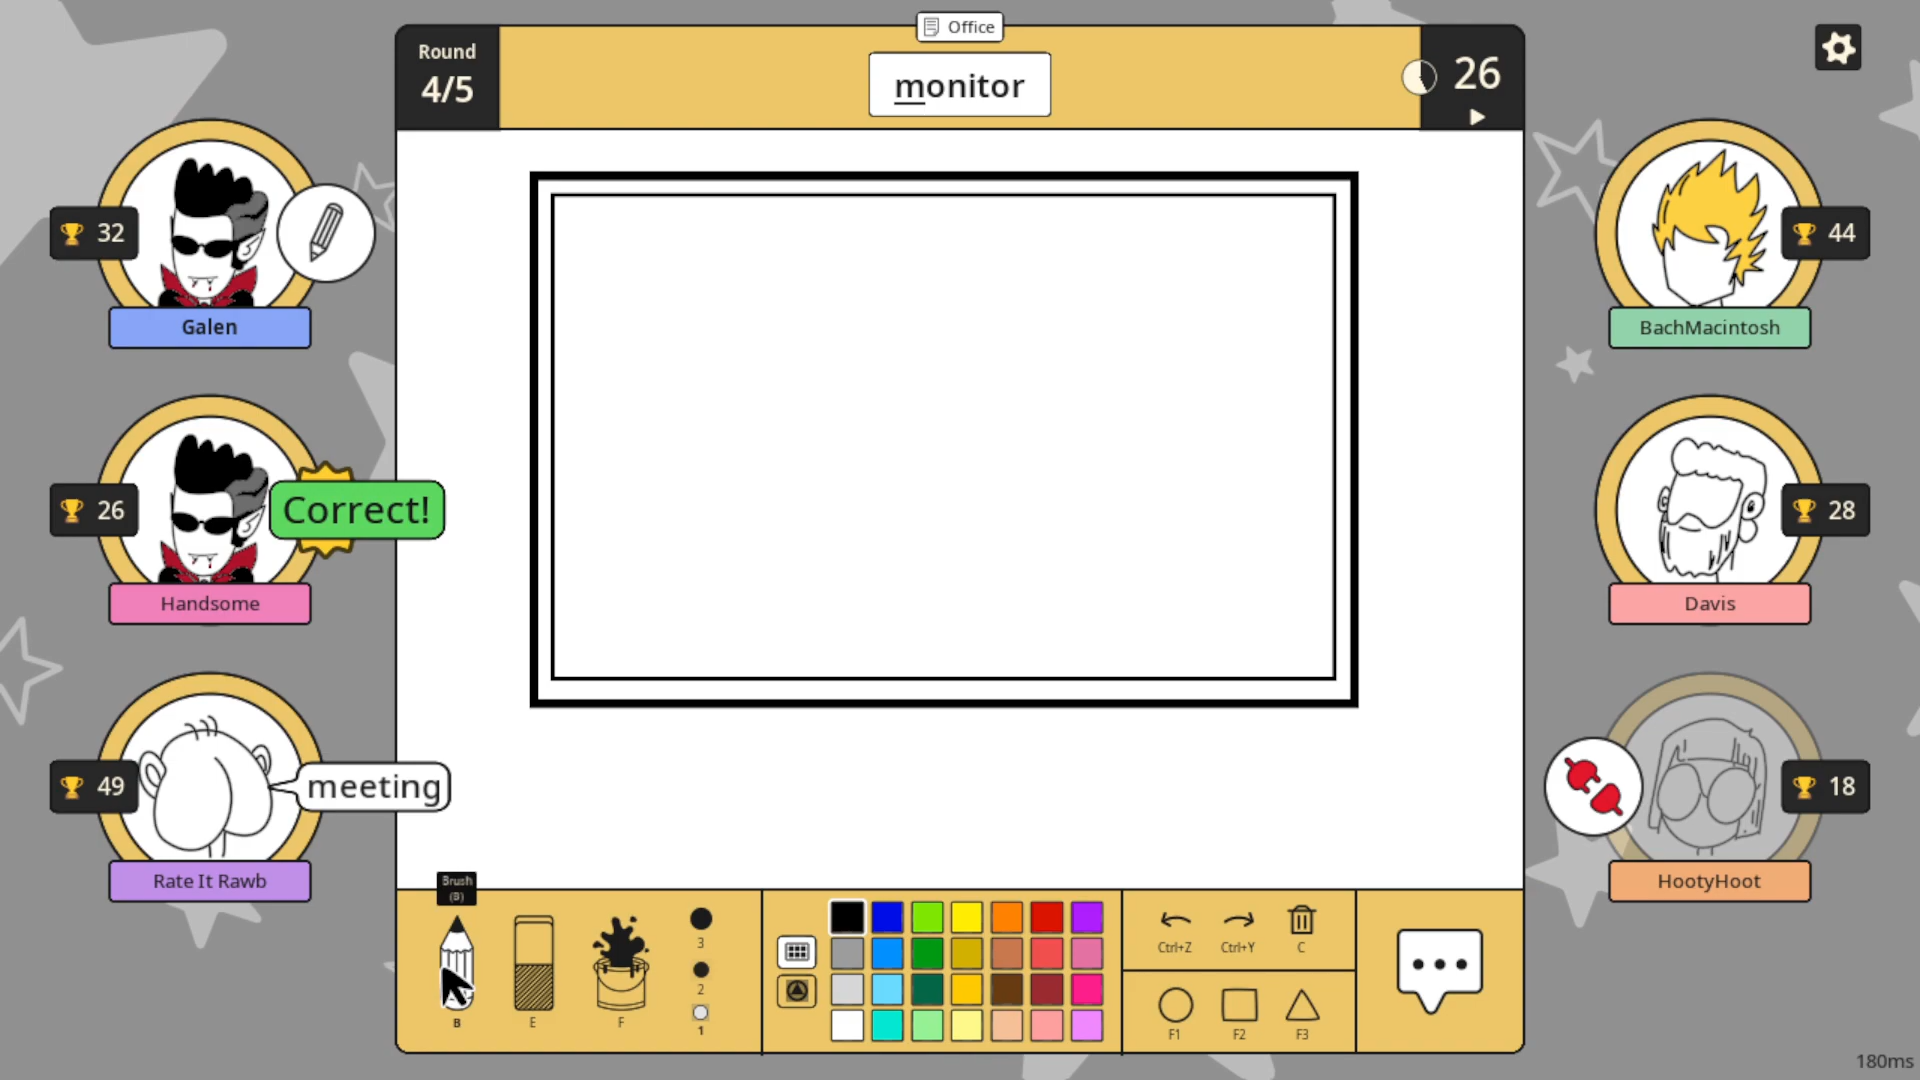 Office
Round
4/5
monitor
26
32
Galen
44
BachMacintosh
26
Correct!
Handsome
28
Davis
49
meeting
Rate It Rawb
18
HootyHoot
Brush
(B)
B
E
F
3
2
1
Ctrl+Z
Ctrl+Y
C
F1
F2
F3
180ms